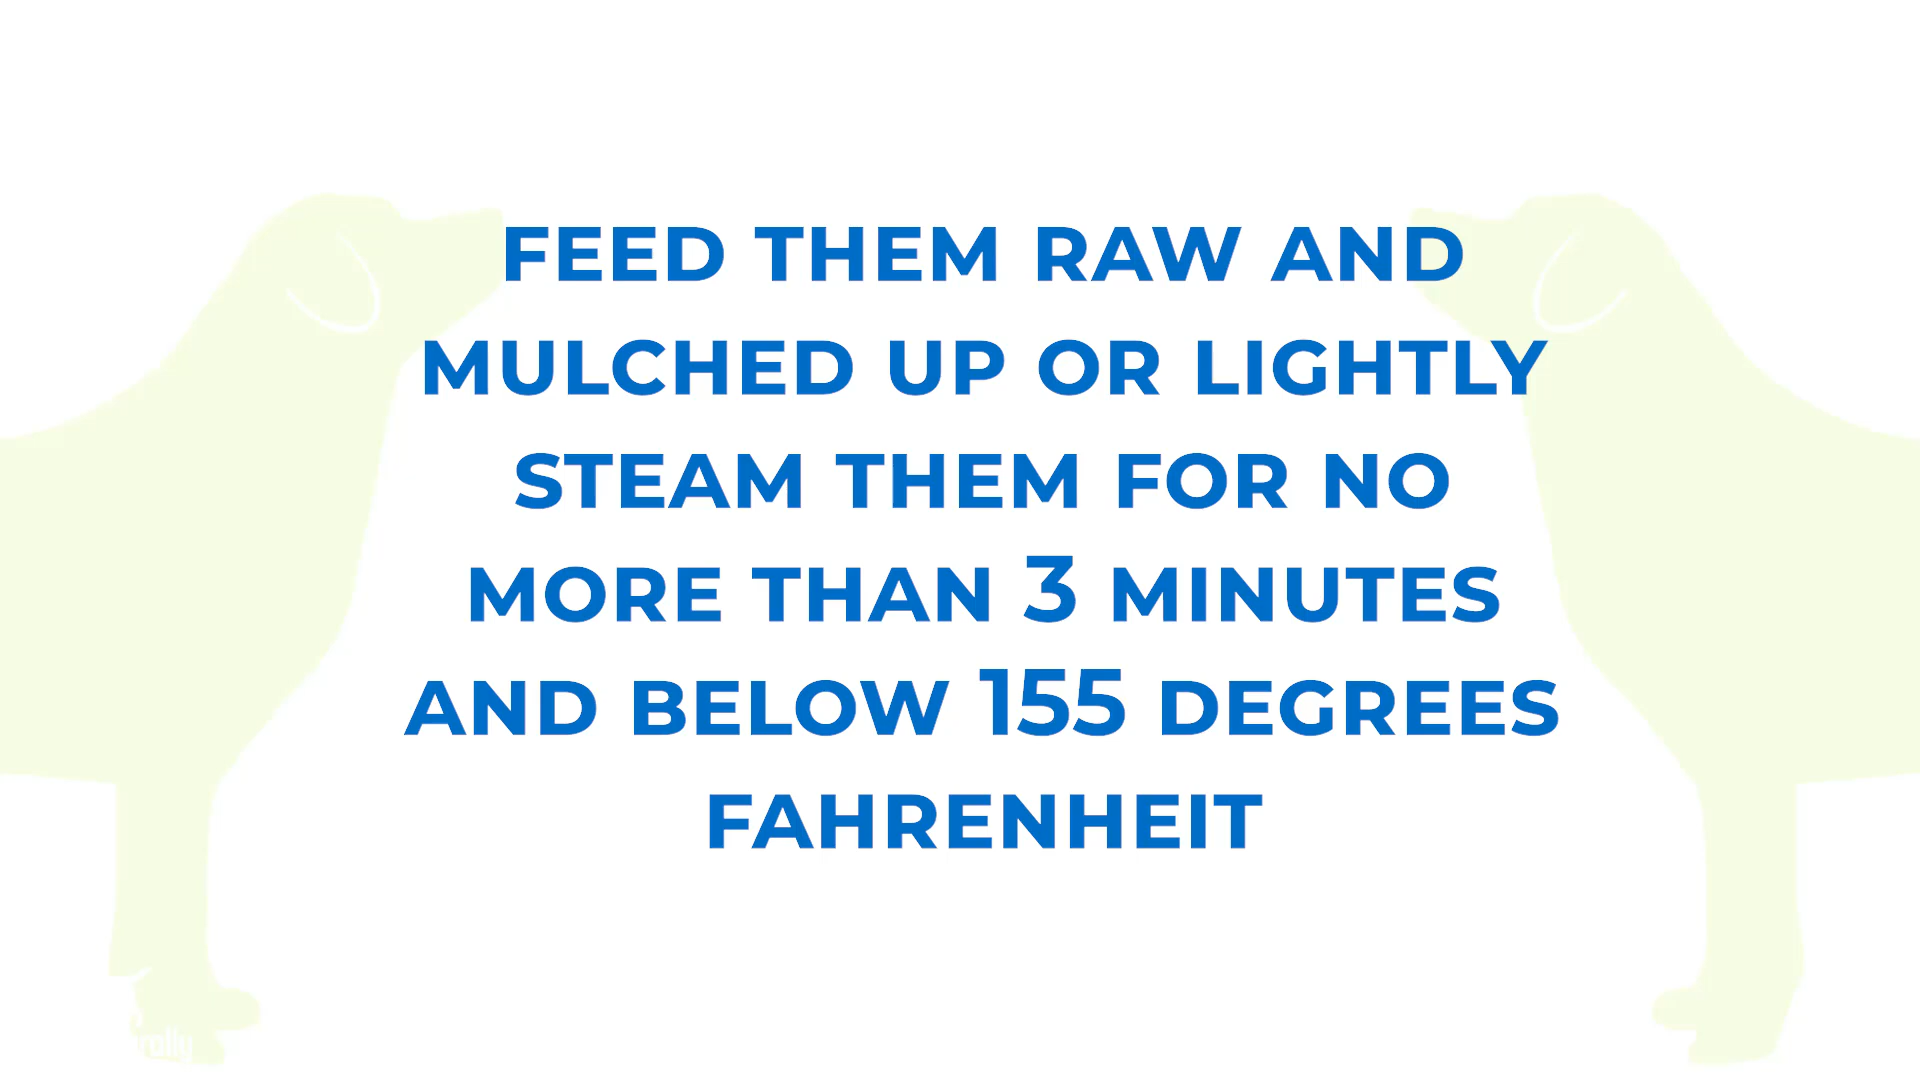 FEED THEM RAW AND
MULCHED UP OR LIGHTLY
STEAM THEM FOR NO
MORE THAN 3 MINUTES
AND BELOW 155 DEGREES
FAHRENHEIT